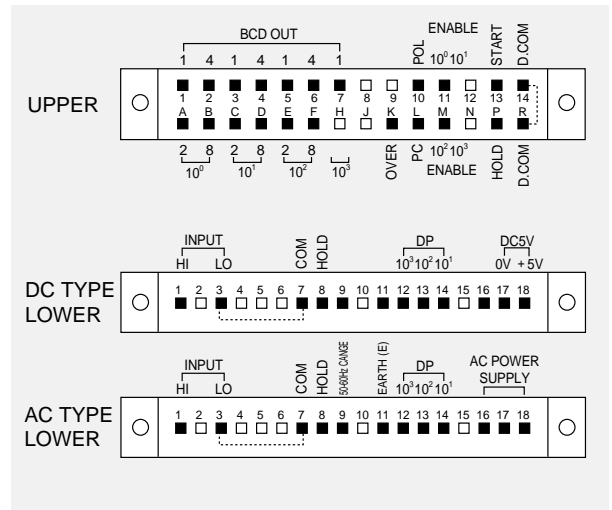 BCD OUT ENABLE
1 4 1 4 1 4 1 POL 10⁰ 10¹ START D.COM
UPPER
1 2 3 4 5 6 7 8 9 10 11 12 13 14
A B C D E F H J K L M N P R
2 8 2 8 2 8 OVER PC 10² 10³ HOLD D.COM
10⁰ 10¹ 10² 10³ ENABLE
INPUT COM HOLD DP DC5V
HI LO 10³ 10² 10¹ 0V + 5V
DC TYPE
LOWER
1 2 3 4 5 6 7 8 9 10 11 12 13 14 15 16 17 18
INPUT COM HOLD 50-60Hz CANGE EARTH (E) DP AC POWER
SUPPLY
HI LO 10³ 10² 10¹
AC TYPE
LOWER
1 2 3 4 5 6 7 8 9 10 11 12 13 14 15 16 17 18